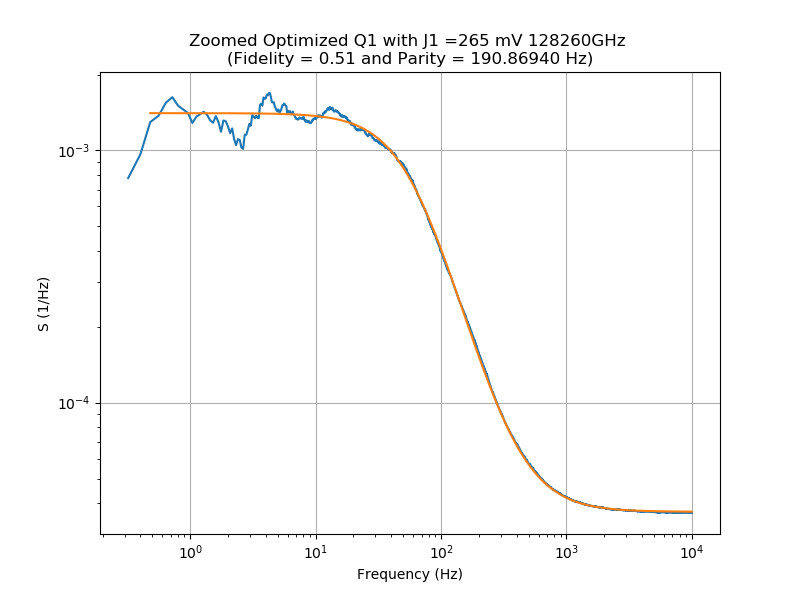 Zoomed Optimized Q1 with J1 =265 mV 128260GHz
(Fidelity = 0.51 and Parity = 190.86940 Hz)
S (1/Hz)
10⁻³
10⁻⁴
10⁰ 10¹ 10² 10³ 10⁴
Frequency (Hz)